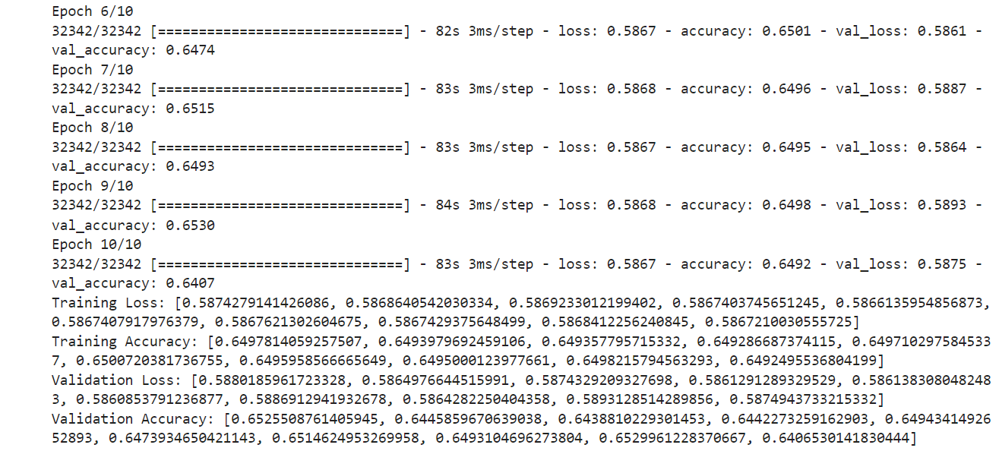 Epoch 6/10
32342/32342 [==============================] - 82s 3ms/step - loss: 0.5867 - accuracy: 0.6501 - val_loss: 0.5861 -
val_accuracy: 0.6474
Epoch 7/10
32342/32342 [==============================] - 83s 3ms/step - loss: 0.5868 - accuracy: 0.6496 - val_loss: 0.5887 -
val_accuracy: 0.6515
Epoch 8/10
32342/32342 [==============================] - 83s 3ms/step - loss: 0.5867 - accuracy: 0.6495 - val_loss: 0.5864 -
val_accuracy: 0.6493
Epoch 9/10
32342/32342 [==============================] - 84s 3ms/step - loss: 0.5868 - accuracy: 0.6498 - val_loss: 0.5893 -
val_accuracy: 0.6530
Epoch 10/10
32342/32342 [==============================] - 83s 3ms/step - loss: 0.5867 - accuracy: 0.6492 - val_loss: 0.5875 -
val_accuracy: 0.6407
Training Loss: [0.5874279141426086, 0.5868640542030334, 0.5869233012199402, 0.5867403745651245, 0.5866135954856873,
0.5867407917976379, 0.5867621302604675, 0.5867429375648499, 0.5868412256240845, 0.5867210030555725]
Training Accuracy: [0.6497814059257507, 0.6493979692459106, 0.649357795715332, 0.649286687374115, 0.649710297584533
7, 0.6500720381736755, 0.6495958566665649, 0.6495000123977661, 0.6498215794563293, 0.6492495536804199]
Validation Loss: [0.5880185961723328, 0.5864976644515991, 0.5874329209327698, 0.5861291289329529, 0.586138308048248
3, 0.5860853791236877, 0.5886912941932678, 0.5864282250404358, 0.5893128514289856, 0.5874943733215332]
Validation Accuracy: [0.6525508761405945, 0.6445859670639038, 0.6438810229301453, 0.6442273259162903, 0.64943414926
52893, 0.6473934650421143, 0.6514624953269958, 0.6493104696273804, 0.6529961228370667, 0.6406530141830444]